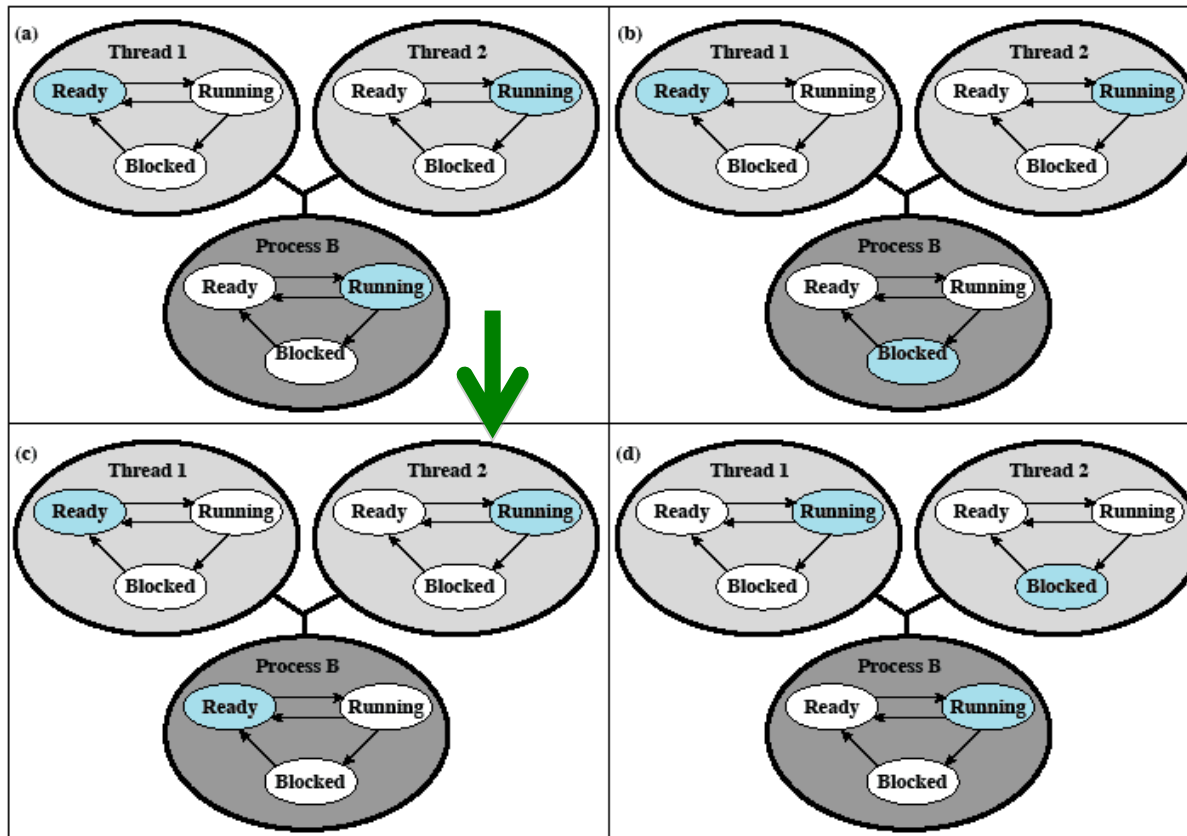 (a)
Thread 1
Ready
Running
Blocked
Thread 2
Ready
Running
Blocked
Process B
Ready
Running
Blocked
(b)
Thread 1
Ready
Running
Blocked
Thread 2
Ready
Running
Blocked
Process B
Ready
Running
Blocked
(c)
Thread 1
Ready
Running
Blocked
Thread 2
Ready
Running
Blocked
Process B
Ready
Running
Blocked
(d)
Thread 1
Ready
Running
Blocked
Thread 2
Ready
Running
Blocked
Process B
Ready
Running
Blocked